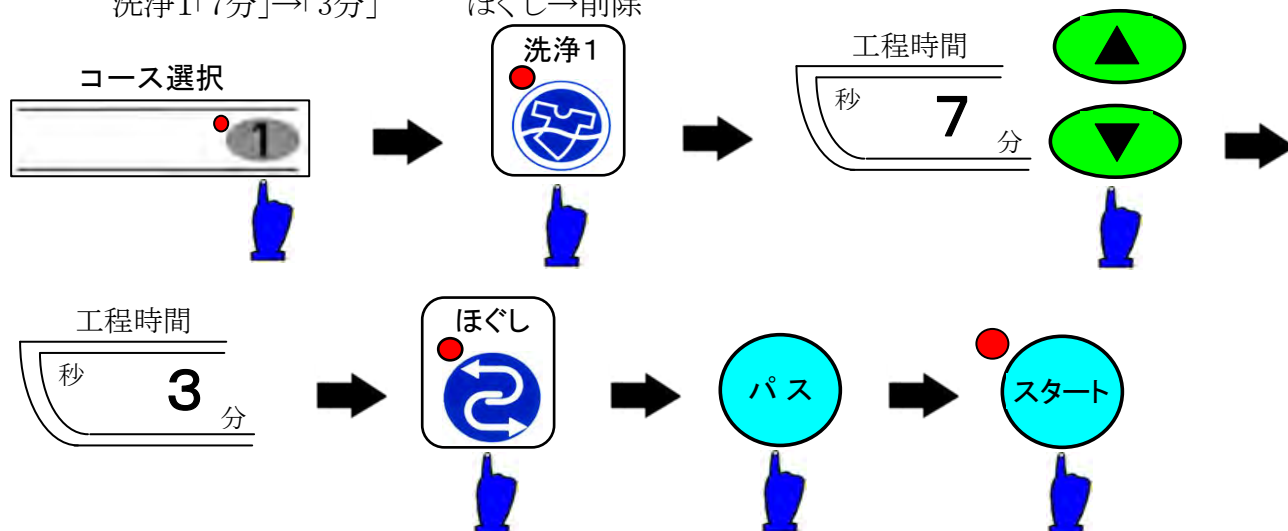 洗浄1「7分」→「3分」 ほぐし→削除
コース選択
1
洗浄1
工程時間
秒 7 分
工程時間
秒 3 分
ほぐし
パス
スタート